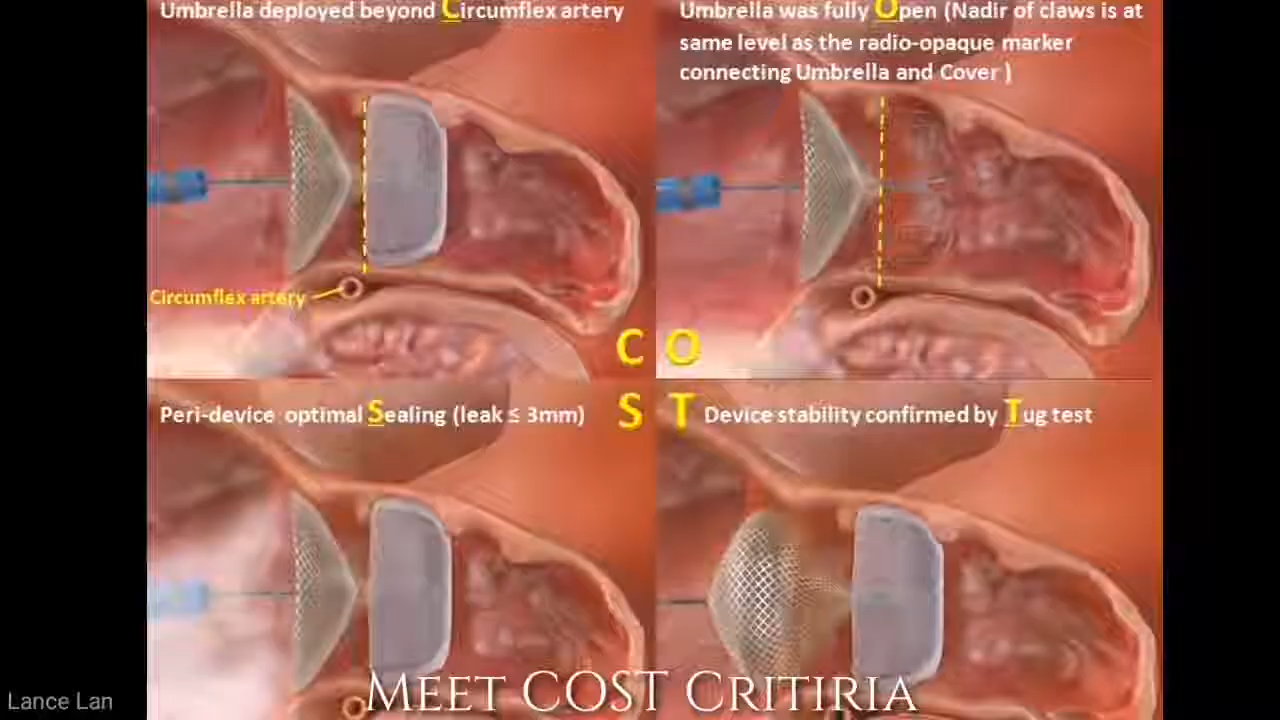 Umbrella deployed beyond Circumflex artery
Umbrella was fully Open (Nadir of claws is at
same level as the radio-opaque marker
connecting Umbrella and Cover )
Circumflex artery
C O
S T
Peri-device optimal Sealing (leak ≤ 3mm)
Device stability confirmed by Tug test
MEET COST CRITIRIA
Lance Lan